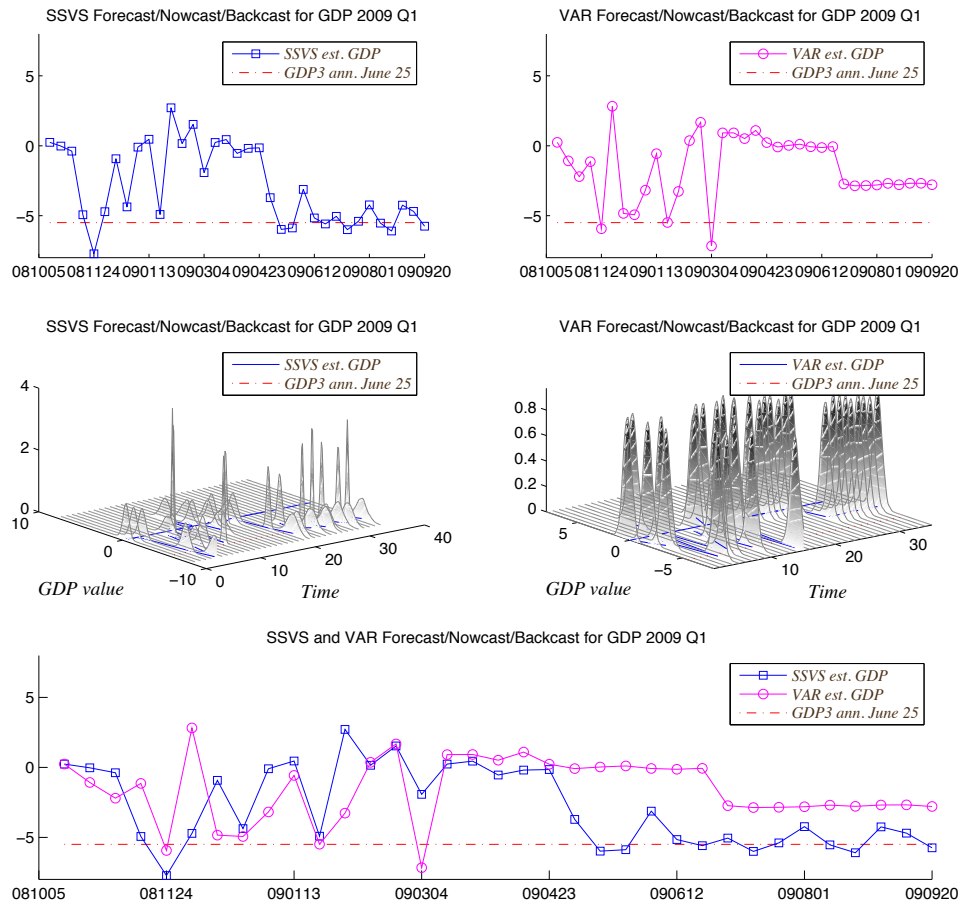 SSVS Forecast/Nowcast/Backcast for GDP 2009 Q1
SSVS est. GDP
GDP3 ann. June 25
5
0
−5
081005 081124 090113 090304 090423 090612 090801 090920
VAR Forecast/Nowcast/Backcast for GDP 2009 Q1
VAR est. GDP
GDP3 ann. June 25
5
0
−5
081005 081124 090113 090304 090423 090612 090801 090920
SSVS Forecast/Nowcast/Backcast for GDP 2009 Q1
SSVS est. GDP
GDP3 ann. June 25
4
2
0
10
0
−10
0
10
20
30
40
GDP value
Time
VAR Forecast/Nowcast/Backcast for GDP 2009 Q1
VAR est. GDP
GDP3 ann. June 25
0.8
0.6
0.4
0.2
0
5
0
−5
10
20
30
GDP value
Time
SSVS and VAR Forecast/Nowcast/Backcast for GDP 2009 Q1
SSVS est. GDP
VAR est. GDP
GDP3 ann. June 25
5
0
−5
081005 081124 090113 090304 090423 090612 090801 090920